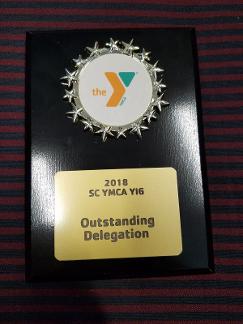 the Y
2018
SC YMCA YIG
Outstanding
Delegation